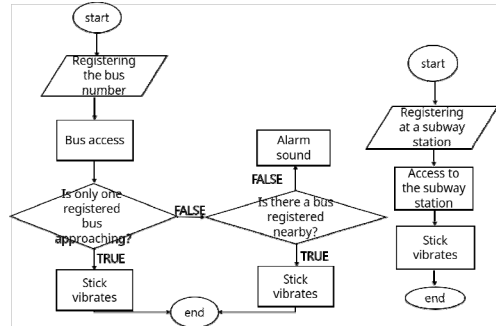 start
Registering
the bus
number
Bus access
Is only one
registered
bus
approaching?
FALSE
TRUE
Stick
vibrates
Alarm
sound
FALSE
Is there a bus
registered
nearby?
TRUE
Stick
vibrates
end
start
Registering
at a subway
station
Access to
the subway
station
Stick
vibrates
end